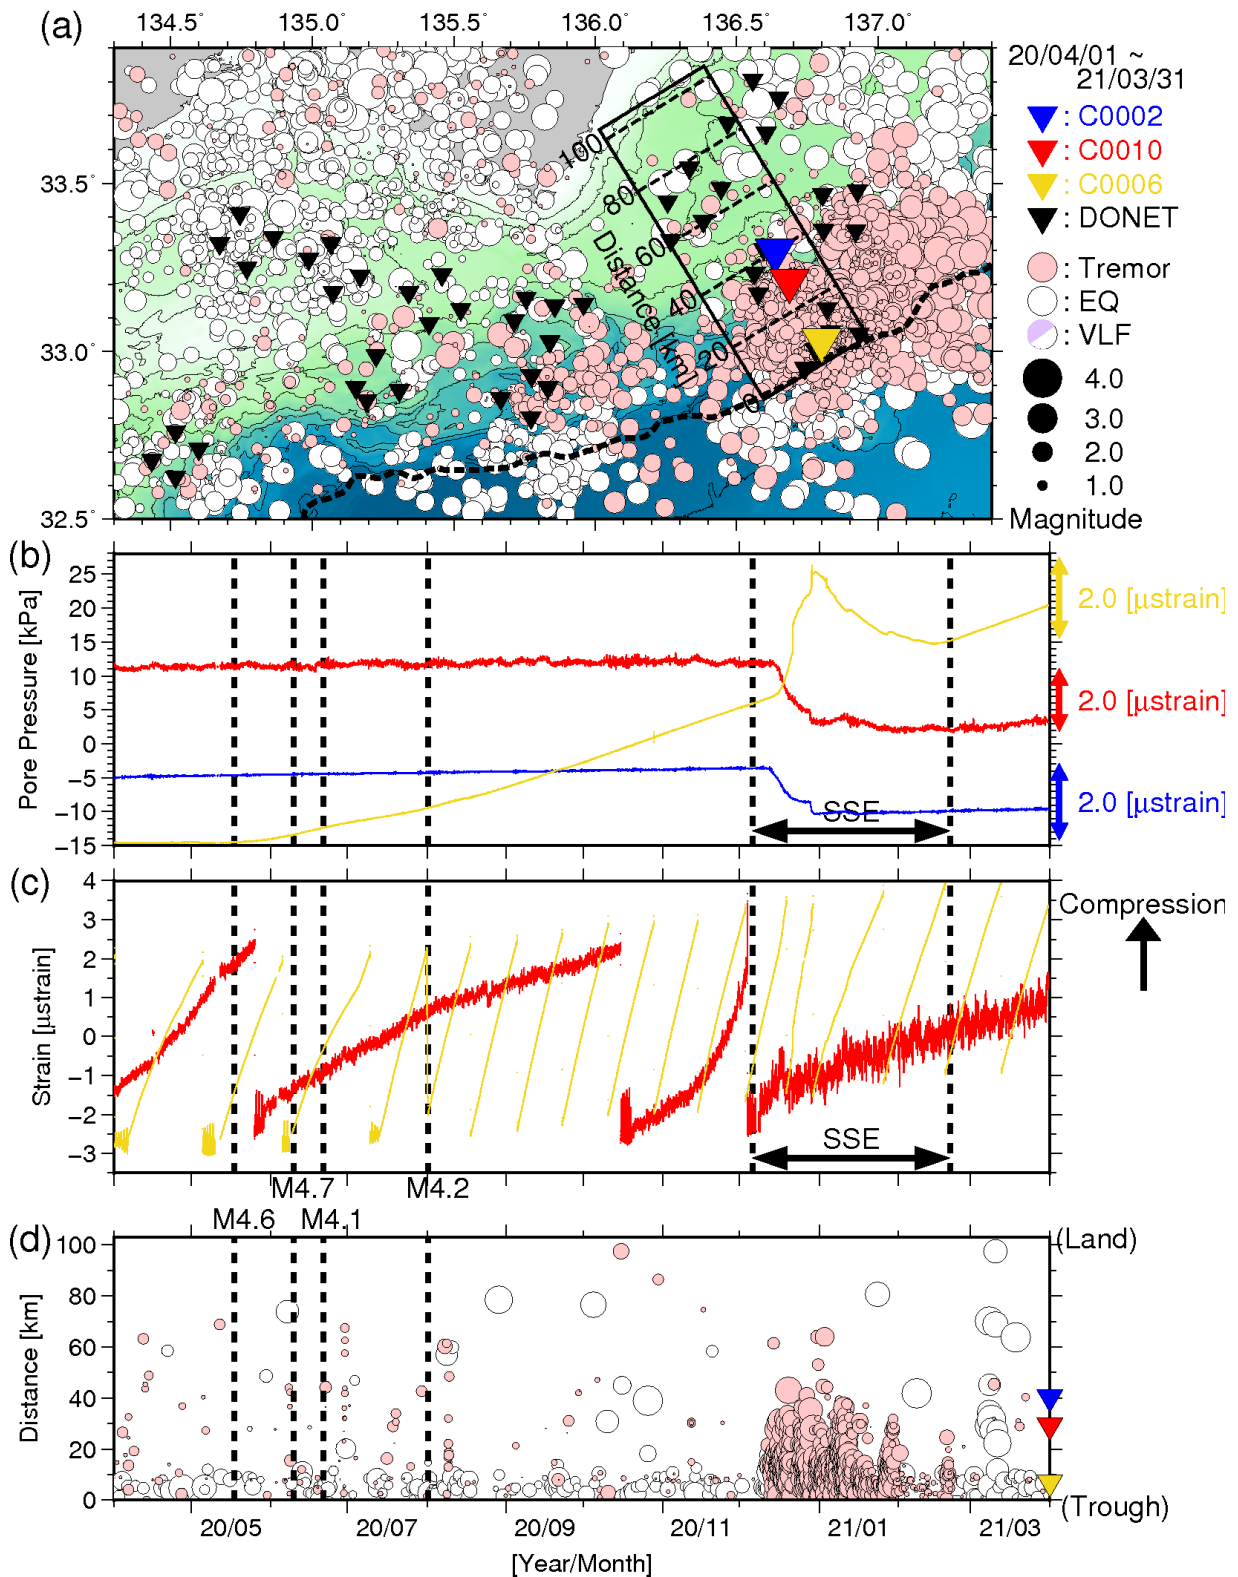 (a)
134.5° 135.0° 135.5° 136.0° 136.5° 137.0°
33.5°
33.0°
32.5°
100
80
60
40
20
0
Distance [km]
20/04/01 ~
21/03/31
: C0002
: C0010
: C0006
: DONET
: Tremor
: EQ
: VLF
4.0
3.0
2.0
1.0
Magnitude
(b)
Pore Pressure [kPa]
25
20
15
10
5
0
−5
−10
−15
SSE
2.0 [μstrain]
2.0 [μstrain]
2.0 [μstrain]
(c)
Strain [μstrain]
4
3
2
1
0
−1
−2
−3
SSE
Compression
M4.7 M4.2
M4.6 M4.1
(d)
Distance [km]
100
80
60
40
20
0
(Land)
(Trough)
20/05 20/07 20/09 20/11 21/01 21/03
[Year/Month]